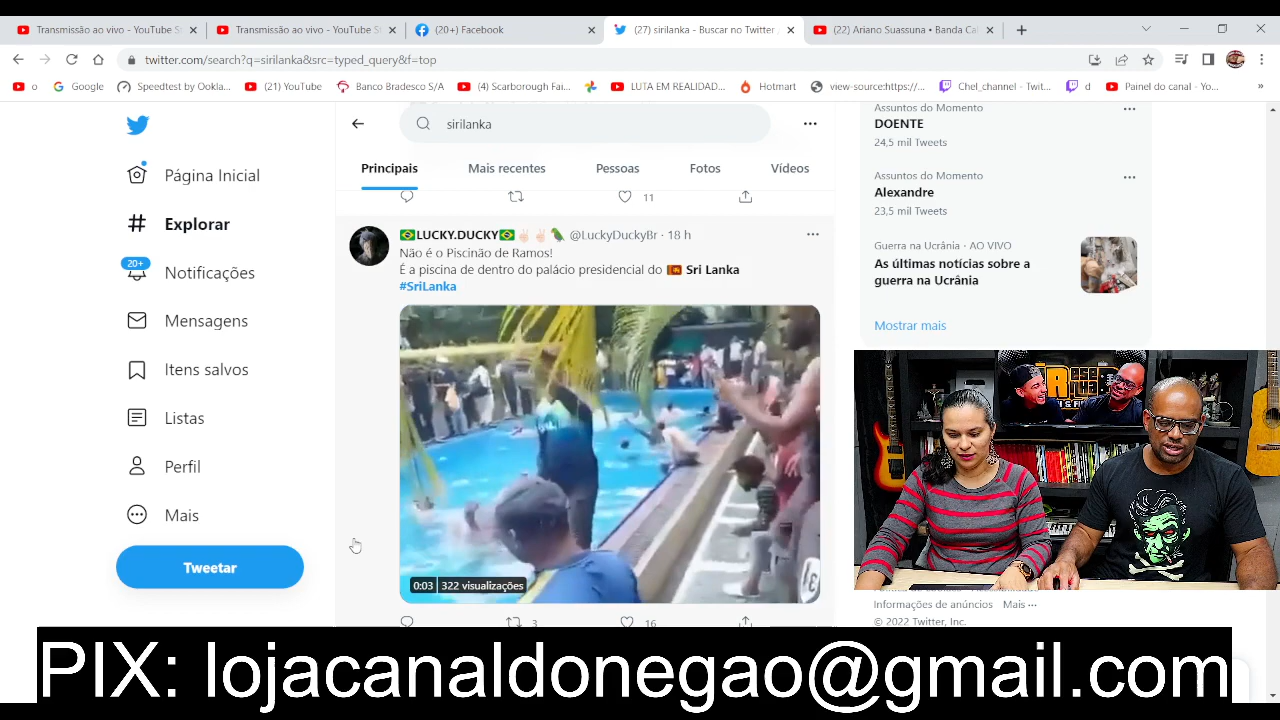 Transmissão ao vivo - YouTube S
Transmissão ao vivo - YouTube S
(20+) Facebook
(27) sirilanka - Buscar no Twitter
(22) Ariano Suassuna • Banda Ca
twitter.com/search?q=sirilanka&src=typed_query&f=top
o
Google
Speedtest by Ookla...
(21) YouTube
Banco Bradesco S/A
(4) Scarborough Fai...
LUTA EM REALIDAD...
Hotmart
view-source:https://...
Chel_channel - Twit...
d
Painel do canal - Yo...
»
sirilanka
Principais
Mais recentes
Pessoas
Fotos
Vídeos
Página Inicial
Explorar
20+
Notificações
Mensagens
Itens salvos
Listas
Perfil
Mais
Tweetar
11
LUCKY.DUCKY @LuckyDuckyBr · 18 h
Não é o Piscinão de Ramos!
É a piscina de dentro do palácio presidencial do 🇱🇰 Sri Lanka
#SriLanka
0:03 | 322 visualizações
3
16
Assuntos do Momento
DOENTE
24,5 mil Tweets
Assuntos do Momento
Alexandre
23,5 mil Tweets
Guerra na Ucrânia · AO VIVO
As últimas notícias sobre a
guerra na Ucrânia
Mostrar mais
Informações de anúncios Mais ···
© 2022 Twitter, Inc.
PIX: lojacanaldonegao@gmail.com